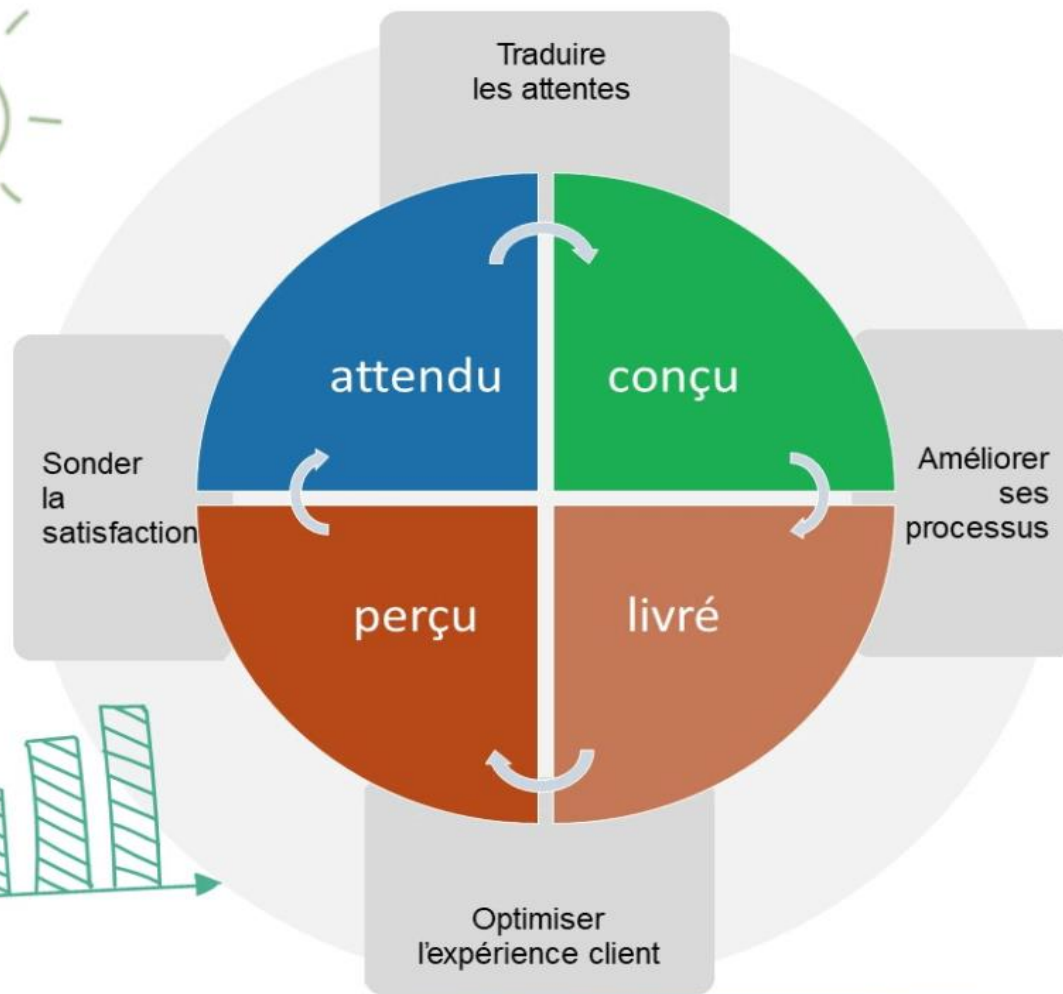 Traduire
les attentes
attendu
conçu
Sonder
la
satisfaction
Améliorer
ses
processus
perçu
livré
Optimiser
l'expérience client